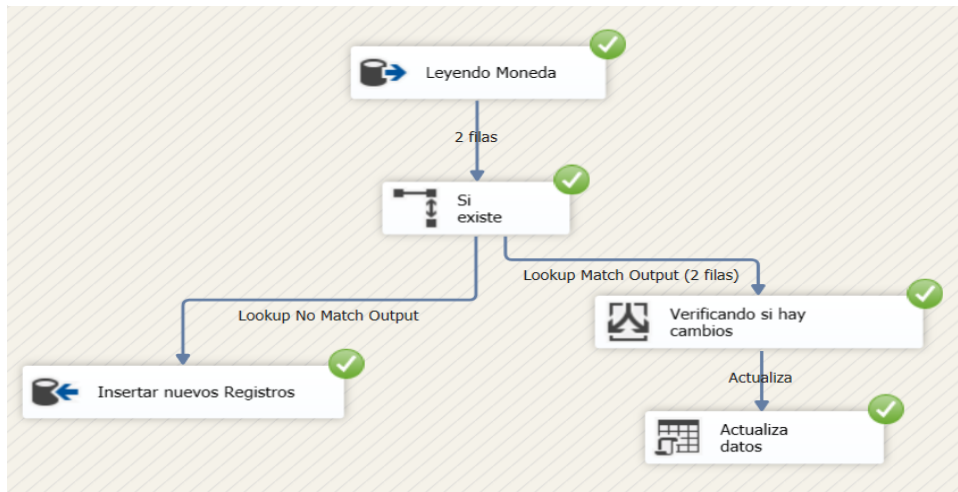 Leyendo Moneda
2 filas
Si
existe
Lookup Match Output (2 filas)
Lookup No Match Output
Verificando si hay
cambios
Insertar nuevos Registros
Actualiza
Actualiza
datos